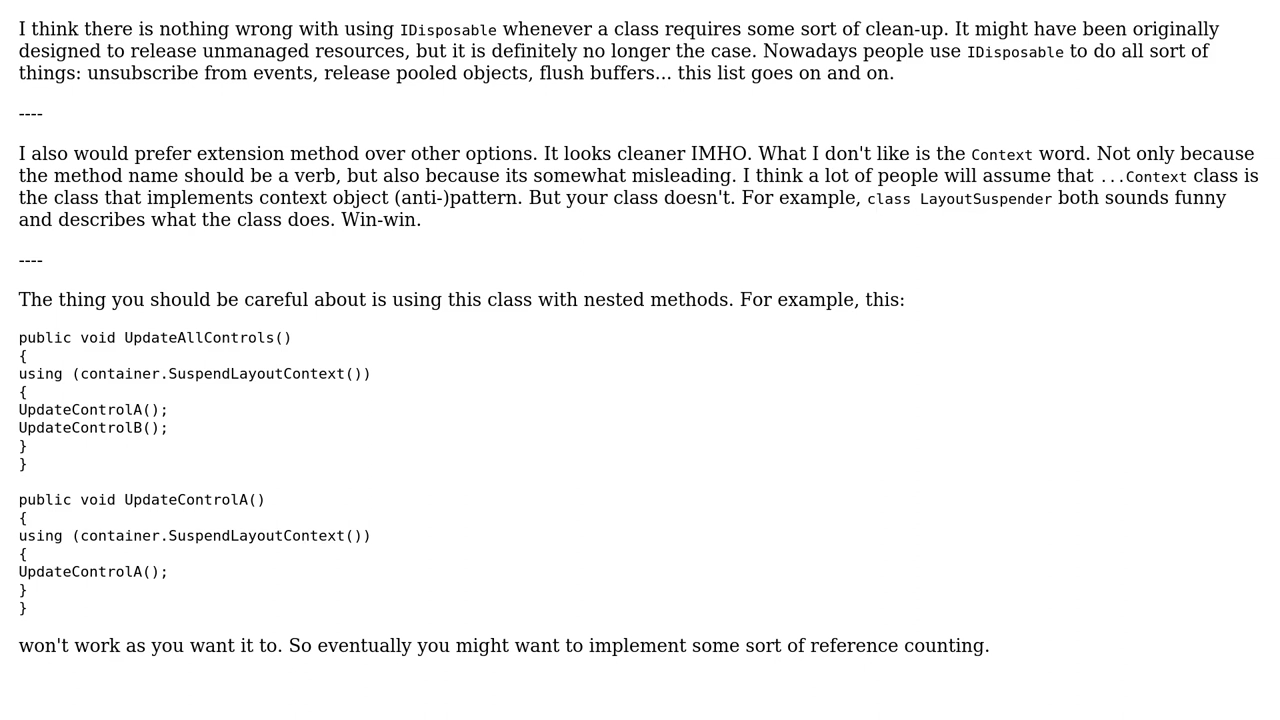 I think there is nothing wrong with using IDisposable whenever a class requires some sort of clean-up. It might have been originally
designed to release unmanaged resources, but it is definitely no longer the case. Nowadays people use IDisposable to do all sort of
things: unsubscribe from events, release pooled objects, flush buffers... this list goes on and on.
----
I also would prefer extension method over other options. It looks cleaner IMHO. What I don't like is the Context word. Not only because
the method name should be a verb, but also because its somewhat misleading. I think a lot of people will assume that ...Context class is
the class that implements context object (anti-)pattern. But your class doesn't. For example, class LayoutSuspender both sounds funny
and describes what the class does. Win-win.
----
The thing you should be careful about is using this class with nested methods. For example, this:
public void UpdateAllControls()
{
using (container.SuspendLayoutContext())
{
UpdateControlA();
UpdateControlB();
}
}
public void UpdateControlA()
{
using (container.SuspendLayoutContext())
{
UpdateControlA();
}
}
won't work as you want it to. So eventually you might want to implement some sort of reference counting.